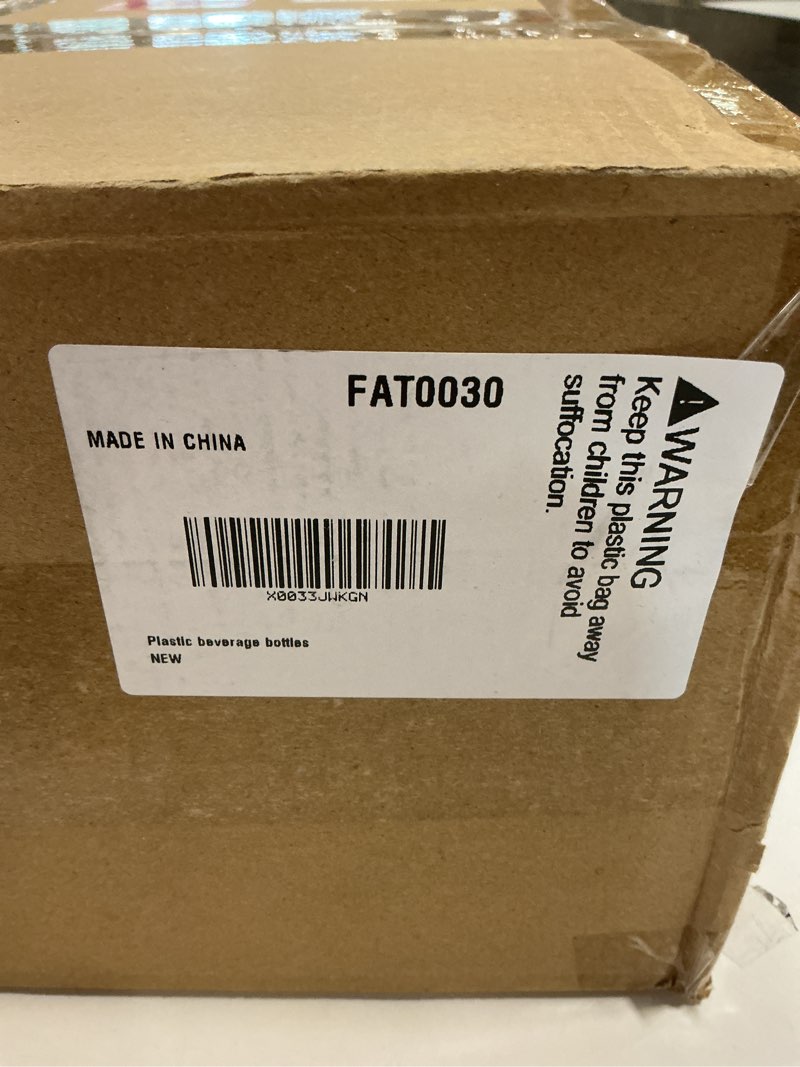 FAT0030
MADE IN CHINA
X0033JWKGN
Plastic beverage bottles
NEW
WARNING
Keep this plastic bag away
from children to avoid
suffocation.